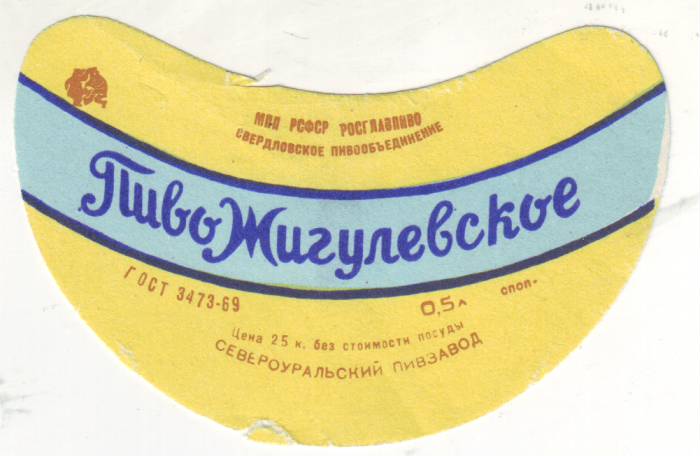 МПП РСФСР РОСГЛАВПИВО
СВЕРДЛОВСКОЕ ПИВООБЪЕДИНЕНИЕ
Пиво Жигулевское
ГОСТ 3473-69
0,5л
спол-
Цена 25 к. без стоимости посуды
СЕВЕРОУРАЛЬСКИЙ ПИВЗАВОД